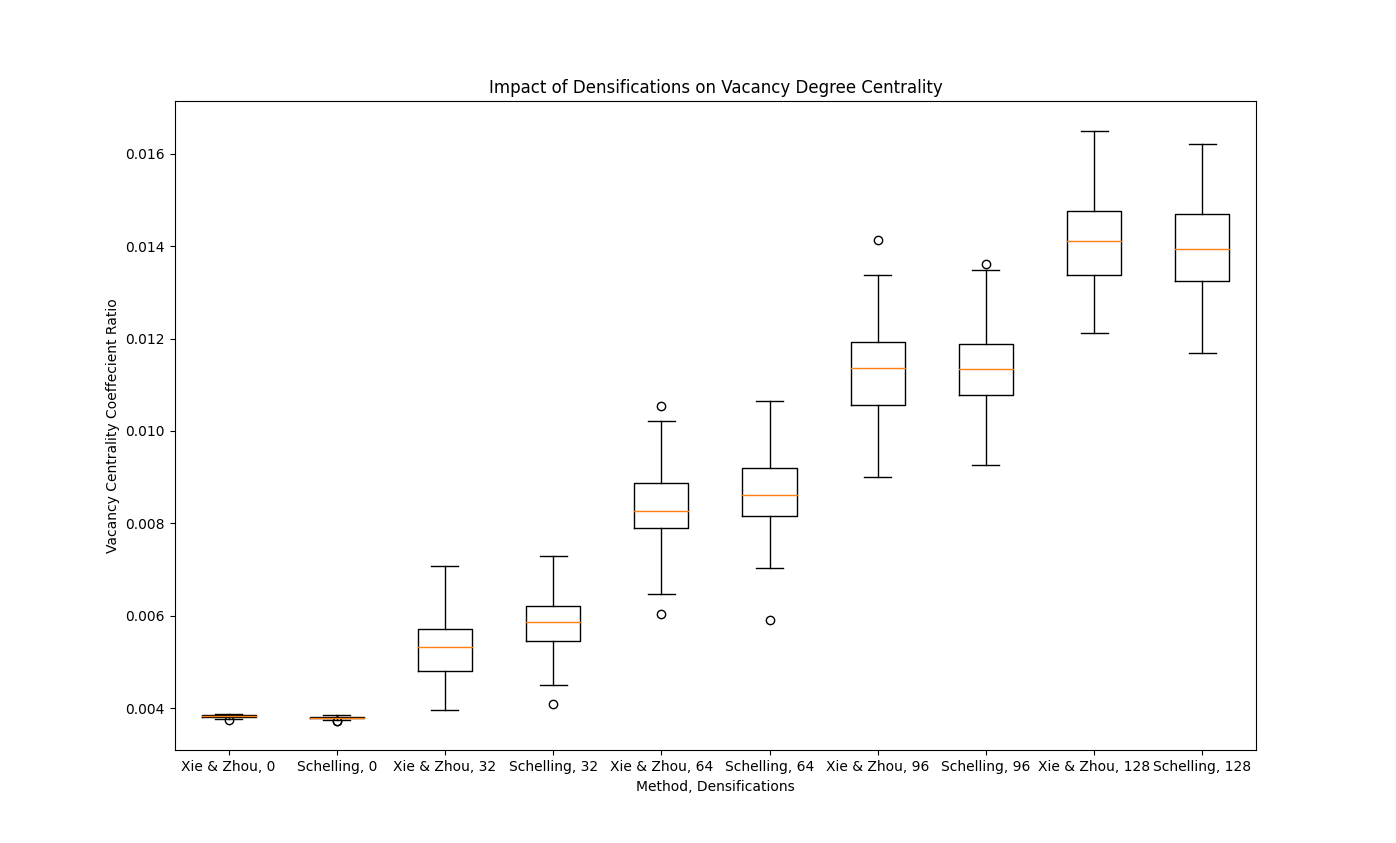 Impact of Densifications on Vacancy Degree Centrality
Vacancy Centrality Coeffecient Ratio
0.016
0.014
0.012
0.010
0.008
0.006
0.004
Xie & Zhou, 0 Schelling, 0 Xie & Zhou, 32 Schelling, 32 Xie & Zhou, 64 Schelling, 64 Xie & Zhou, 96 Schelling, 96 Xie & Zhou, 128 Schelling, 128
Method, Densifications